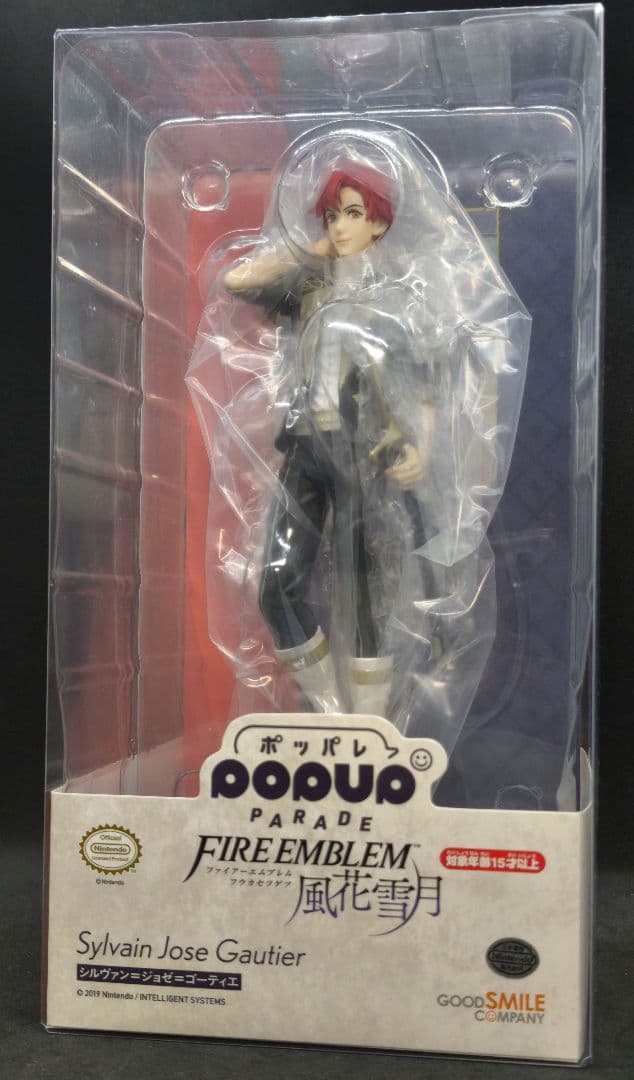 ポッパレ
POPUP
PARADE
FIRE EMBLEM™
ファイアーエムブレム
フウカセツゲツ
風花雪月
対象年齢15才以上
Official
Nintendo
Licensed Product
©Nintendo
Sylvain Jose Gautier
シルヴァン=ジョゼ=ゴーティエ
© 2019 Nintendo / INTELLIGENT SYSTEMS
Nintendo
GOOD SMILE
COMPANY